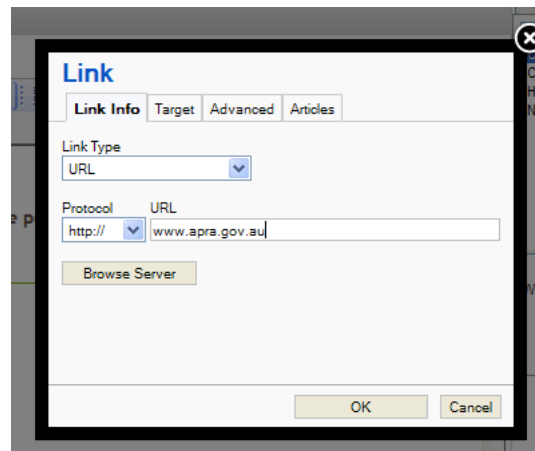 Link
Link Info Target Advanced Articles
Link Type
URL
Protocol URL
http:// www.apra.gov.au
Browse Server
OK Cancel